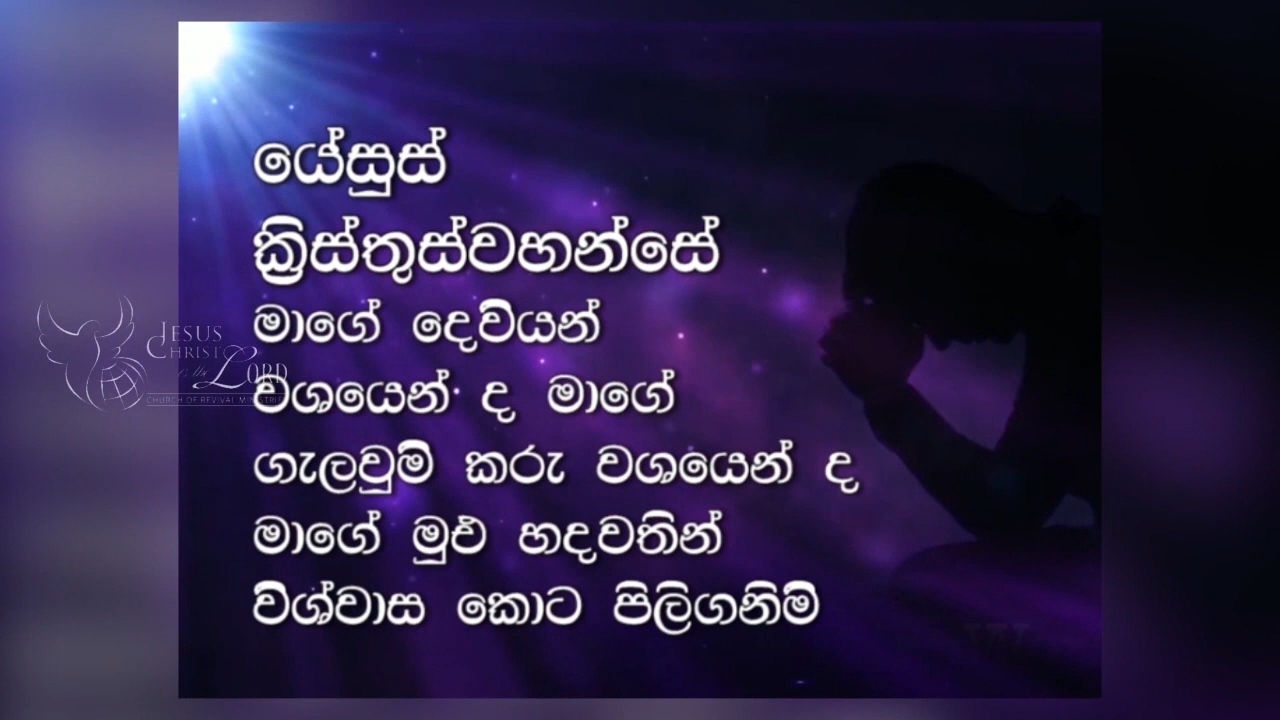 යේසුස්
ක්‍රිස්තුස්වහන්සේ
මාගේ දෙවියන්
වශයෙන් ද මාගේ
ගැලවුම් කරු වශයෙන් ද
මාගේ මුළු හදවතින්
විශ්වාස කොට පිලිගනිමි
JESUS
CHRIST
is the LORD
CHURCH OF REVIVAL MINISTRIES